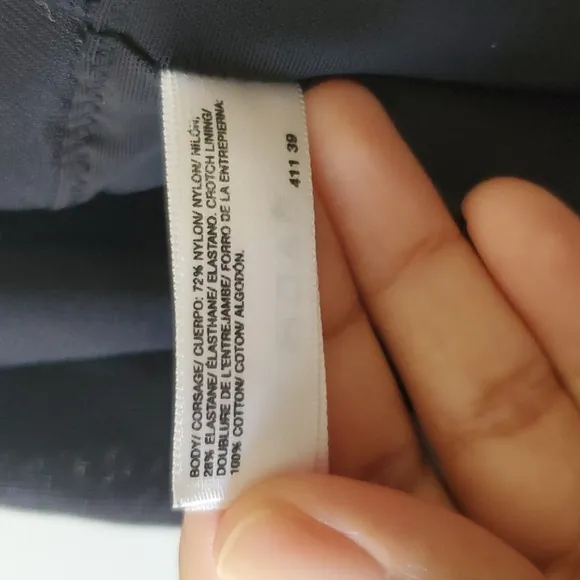 BODY/ CORSAGE/ CUERPO: 72% NYLON/ NYLON/ NILÓN,
28% ELASTANE/ ÉLASTHANE/ ELASTANO. CROTCH LINING/
DOUBLURE DE L'ENTREJAMBE/ FORRO DE LA ENTREPIERNA:
100% COTTON/ COTON/ ALGODÓN.
411 39